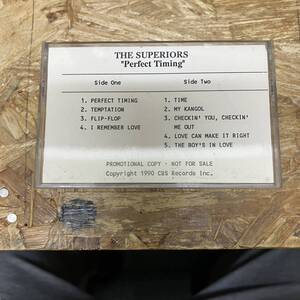 THE SUPERIORS
"Perfect Timing"
Side One
1. PERFECT TIMING
2. TEMPTATION
3. FLIP-FLOP
4. I REMEMBER LOVE
Side Two
1. TIME
2. MY KANGOL
3. CHECKIN' YOU, CHECKIN'
ME OUT
4. LOVE CAN MAKE IT RIGHT
5. THE BOY'S IN LOVE
PROMOTIONAL COPY - NOT FOR SALE
Copyright 1990 CBS Records Inc.